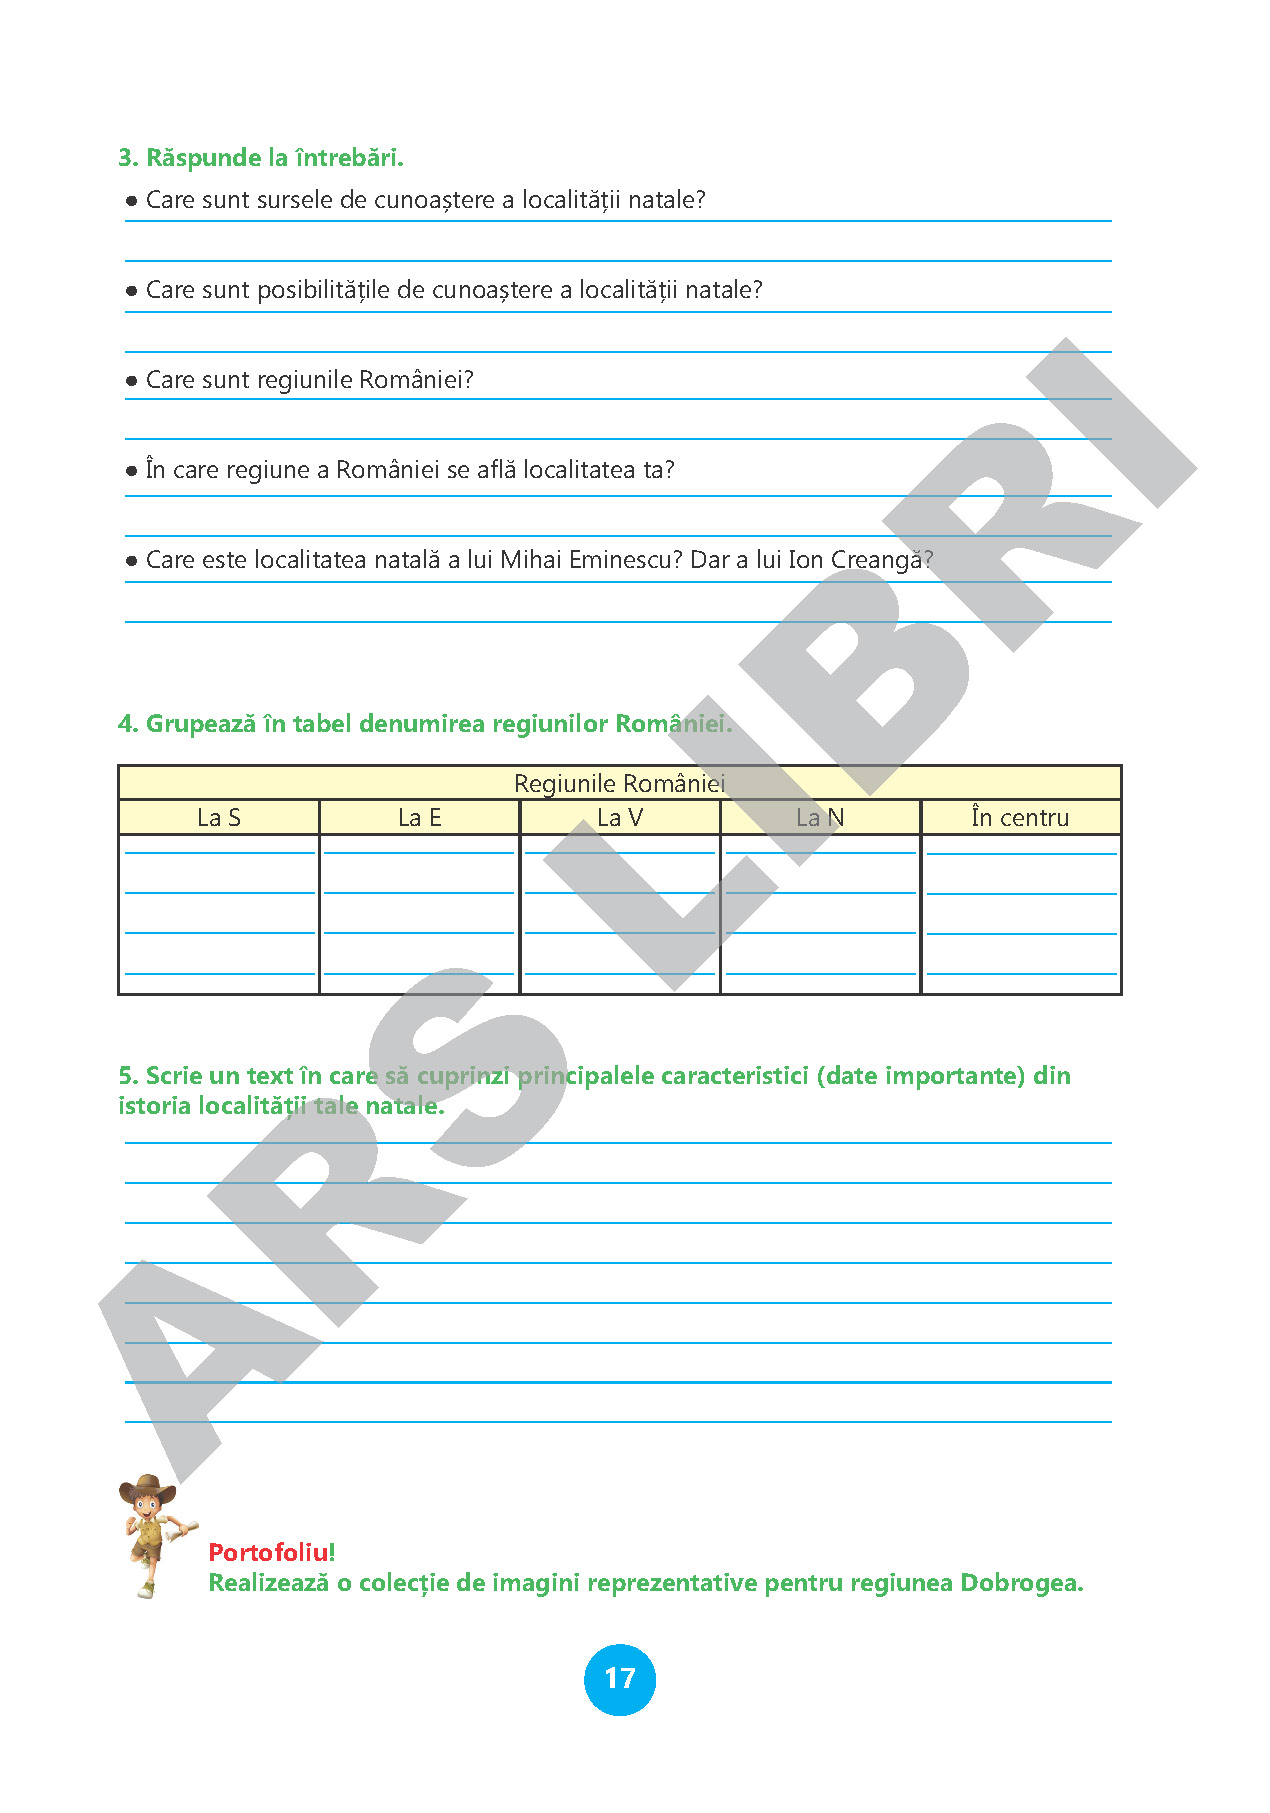 3. Răspunde la întrebări.
● Care sunt sursele de cunoaștere a localității natale?
● Care sunt posibilitățile de cunoaștere a localității natale?
● Care sunt regiunile României?
● În care regiune a României se află localitatea ta?
● Care este localitatea natală a lui Mihai Eminescu? Dar a lui Ion Creangă?
4. Grupează în tabel denumirea regiunilor României.
Regiunile României
La S La E La V La N În centru
5. Scrie un text în care să cuprinzi principalele caracteristici (date importante) din
istoria localității tale natale.
Portofoliu!
Realizează o colecție de imagini reprezentative pentru regiunea Dobrogea.
17
ARS LIBRI